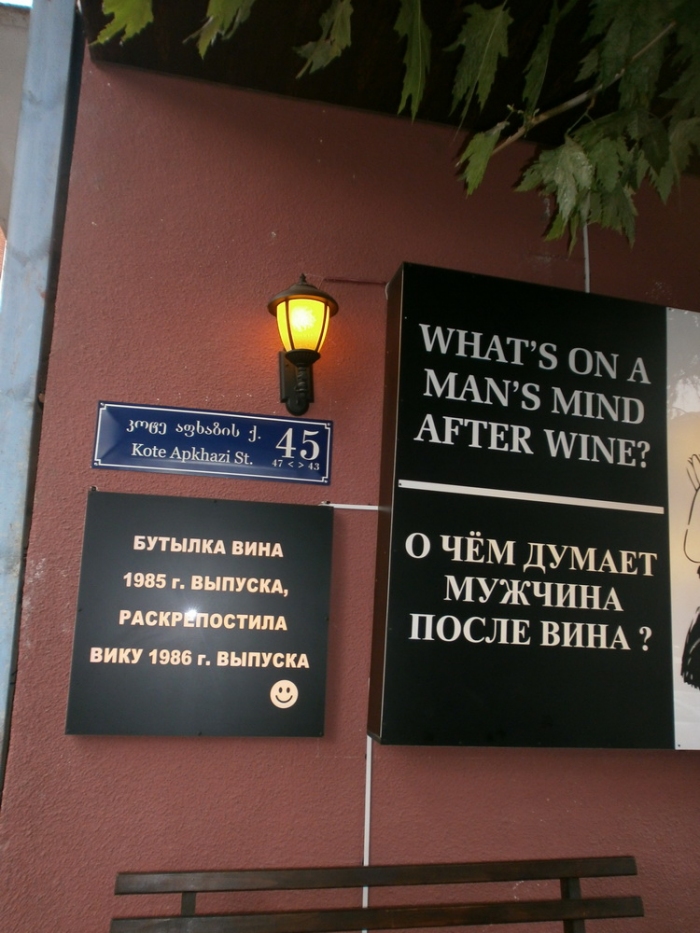 კოტე აფხაზის ქ.
Kote Apkhazi St.
45
47 < > 43
БУТЫЛКА ВИНА
1985 г. ВЫПУСКА,
РАСКРЕПОСТИЛА
ВИКУ 1986 г. ВЫПУСКА
WHAT'S ON A
MAN'S MIND
AFTER WINE?
О ЧЁМ ДУМАЕТ
МУЖЧИНА
ПОСЛЕ ВИНА ?